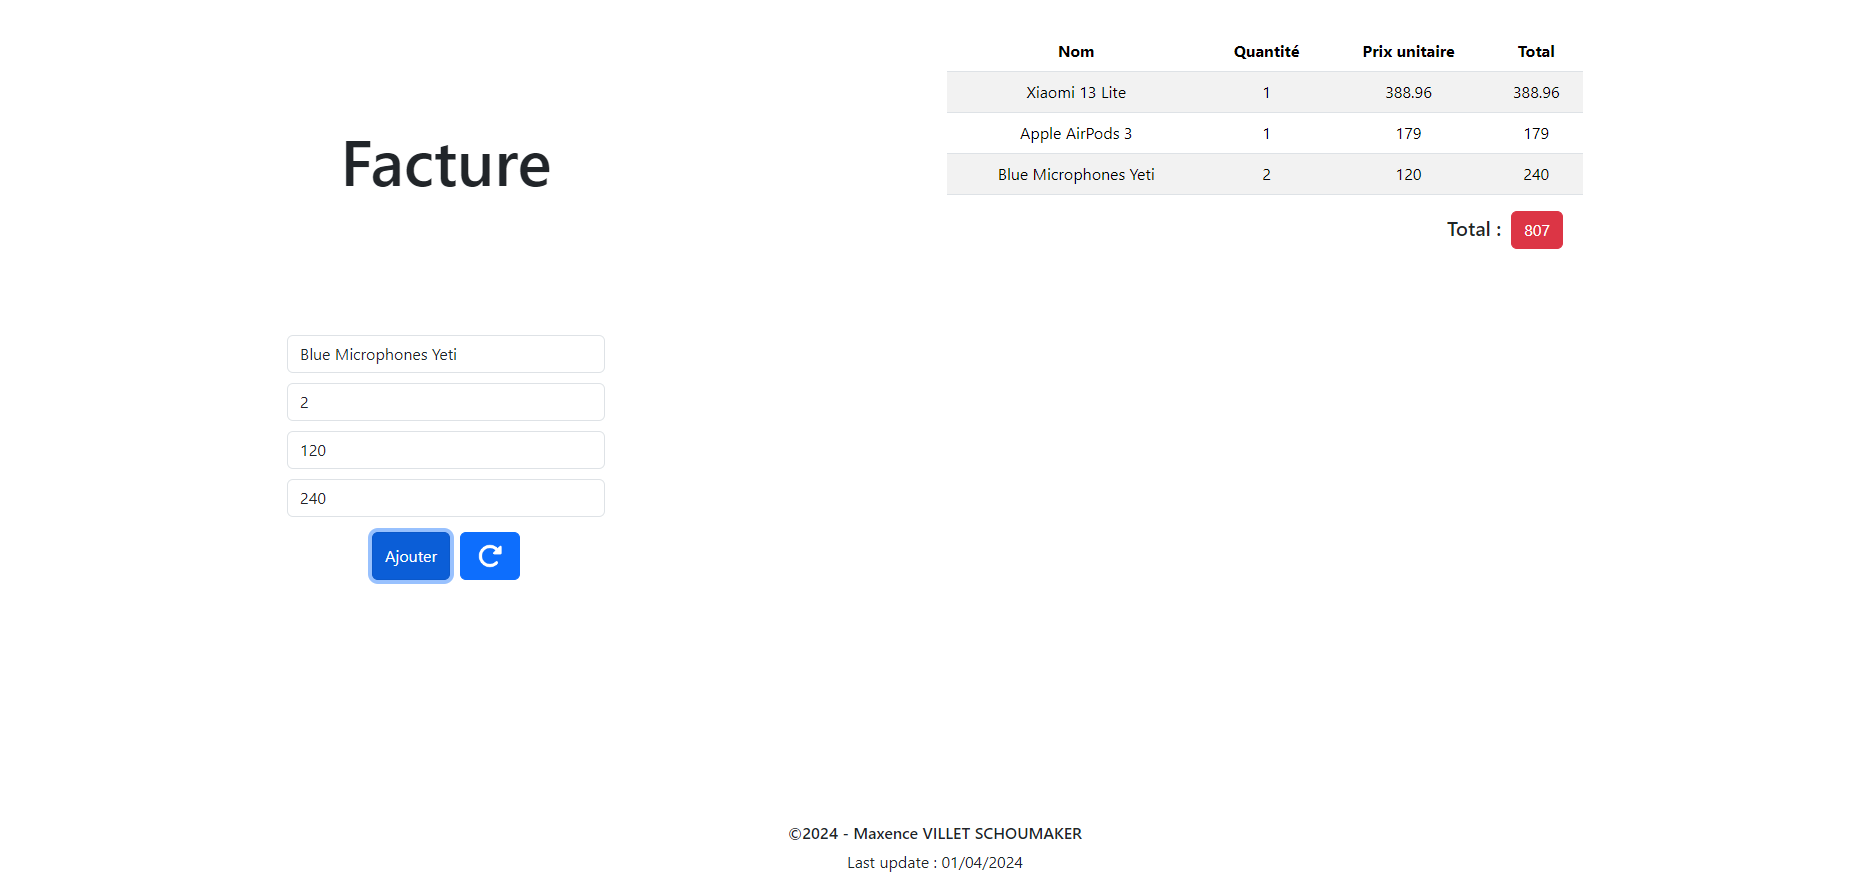 Facture
Blue Microphones Yeti
2
120
240
Ajouter
Nom Quantité Prix unitaire Total
Xiaomi 13 Lite 1 388.96 388.96
Apple AirPods 3 1 179 179
Blue Microphones Yeti 2 120 240
Total : 807
©2024 - Maxence VILLET SCHOUMAKER
Last update : 01/04/2024